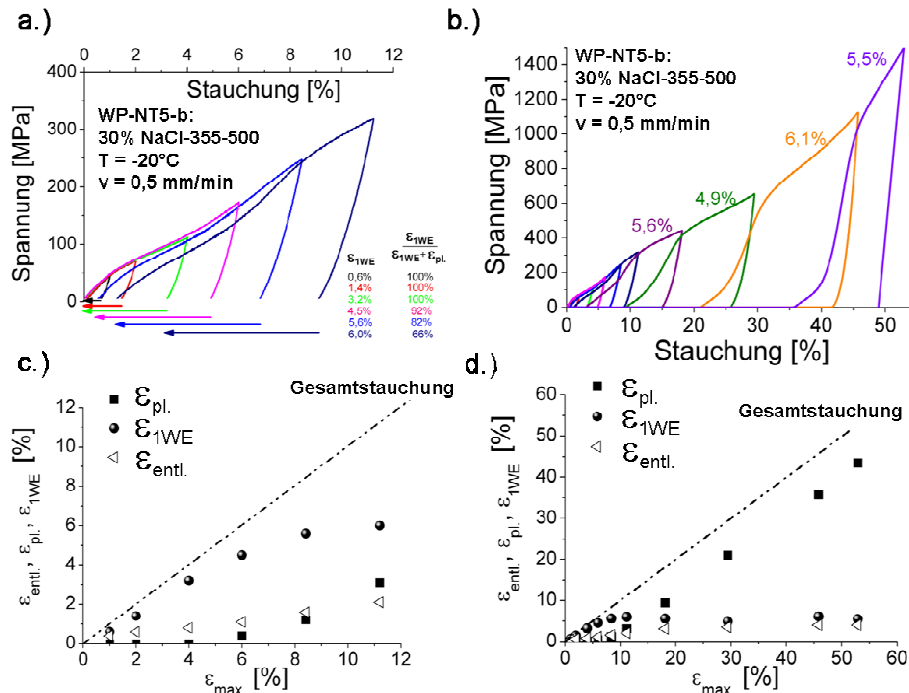 a.)
0 2 4 6 8 10 12
Stauchung [%]
400
300
200
100
0
Spannung [MPa]
WP-NT5-b:
30% NaCl-355-500
T = -20°C
v = 0,5 mm/min
ε1WE ε1WE / ε1WE+ εpl.
0,6% 100%
1,4% 100%
3,2% 100%
4,5% 92%
5,6% 82%
6,0% 66%
b.)
1400
1200
1000
800
600
400
200
0
Spannung [MPa]
WP-NT5-b:
30% NaCl-355-500
T = -20°C
v = 0,5 mm/min
5,5%
6,1%
4,9%
5,6%
0 10 20 30 40 50
Stauchung [%]
c.)
12
10
8
6
4
2
0
εentl., εpl., ε1WE [%]
εpl.
ε1WE
εentl.
Gesamtstauchung
0 2 4 6 8 10 12
εmax [%]
d.)
60
50
40
30
20
10
0
εentl., εpl., ε1WE [%]
εpl.
ε1WE
εentl.
Gesamtstauchung
0 10 20 30 40 50 60
εmax [%]